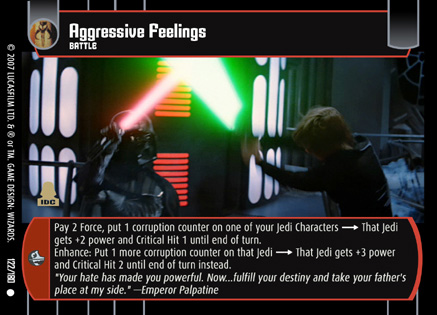 Aggressive Feelings
BATTLE
© 2007 LUCASFILM LTD. & ® or TM. GAME DESIGN: WIZARDS.
IDC
Pay 2 Force, put 1 corruption counter on one of your Jedi Characters → That Jedi
gets +2 power and Critical Hit 1 until end of turn.
Enhance: Put 1 more corruption counter on that Jedi → That Jedi gets +3 power
and Critical Hit 2 until end of turn instead.
"Your hate has made you powerful. Now...fulfill your destiny and take your father's
place at my side." —Emperor Palpatine